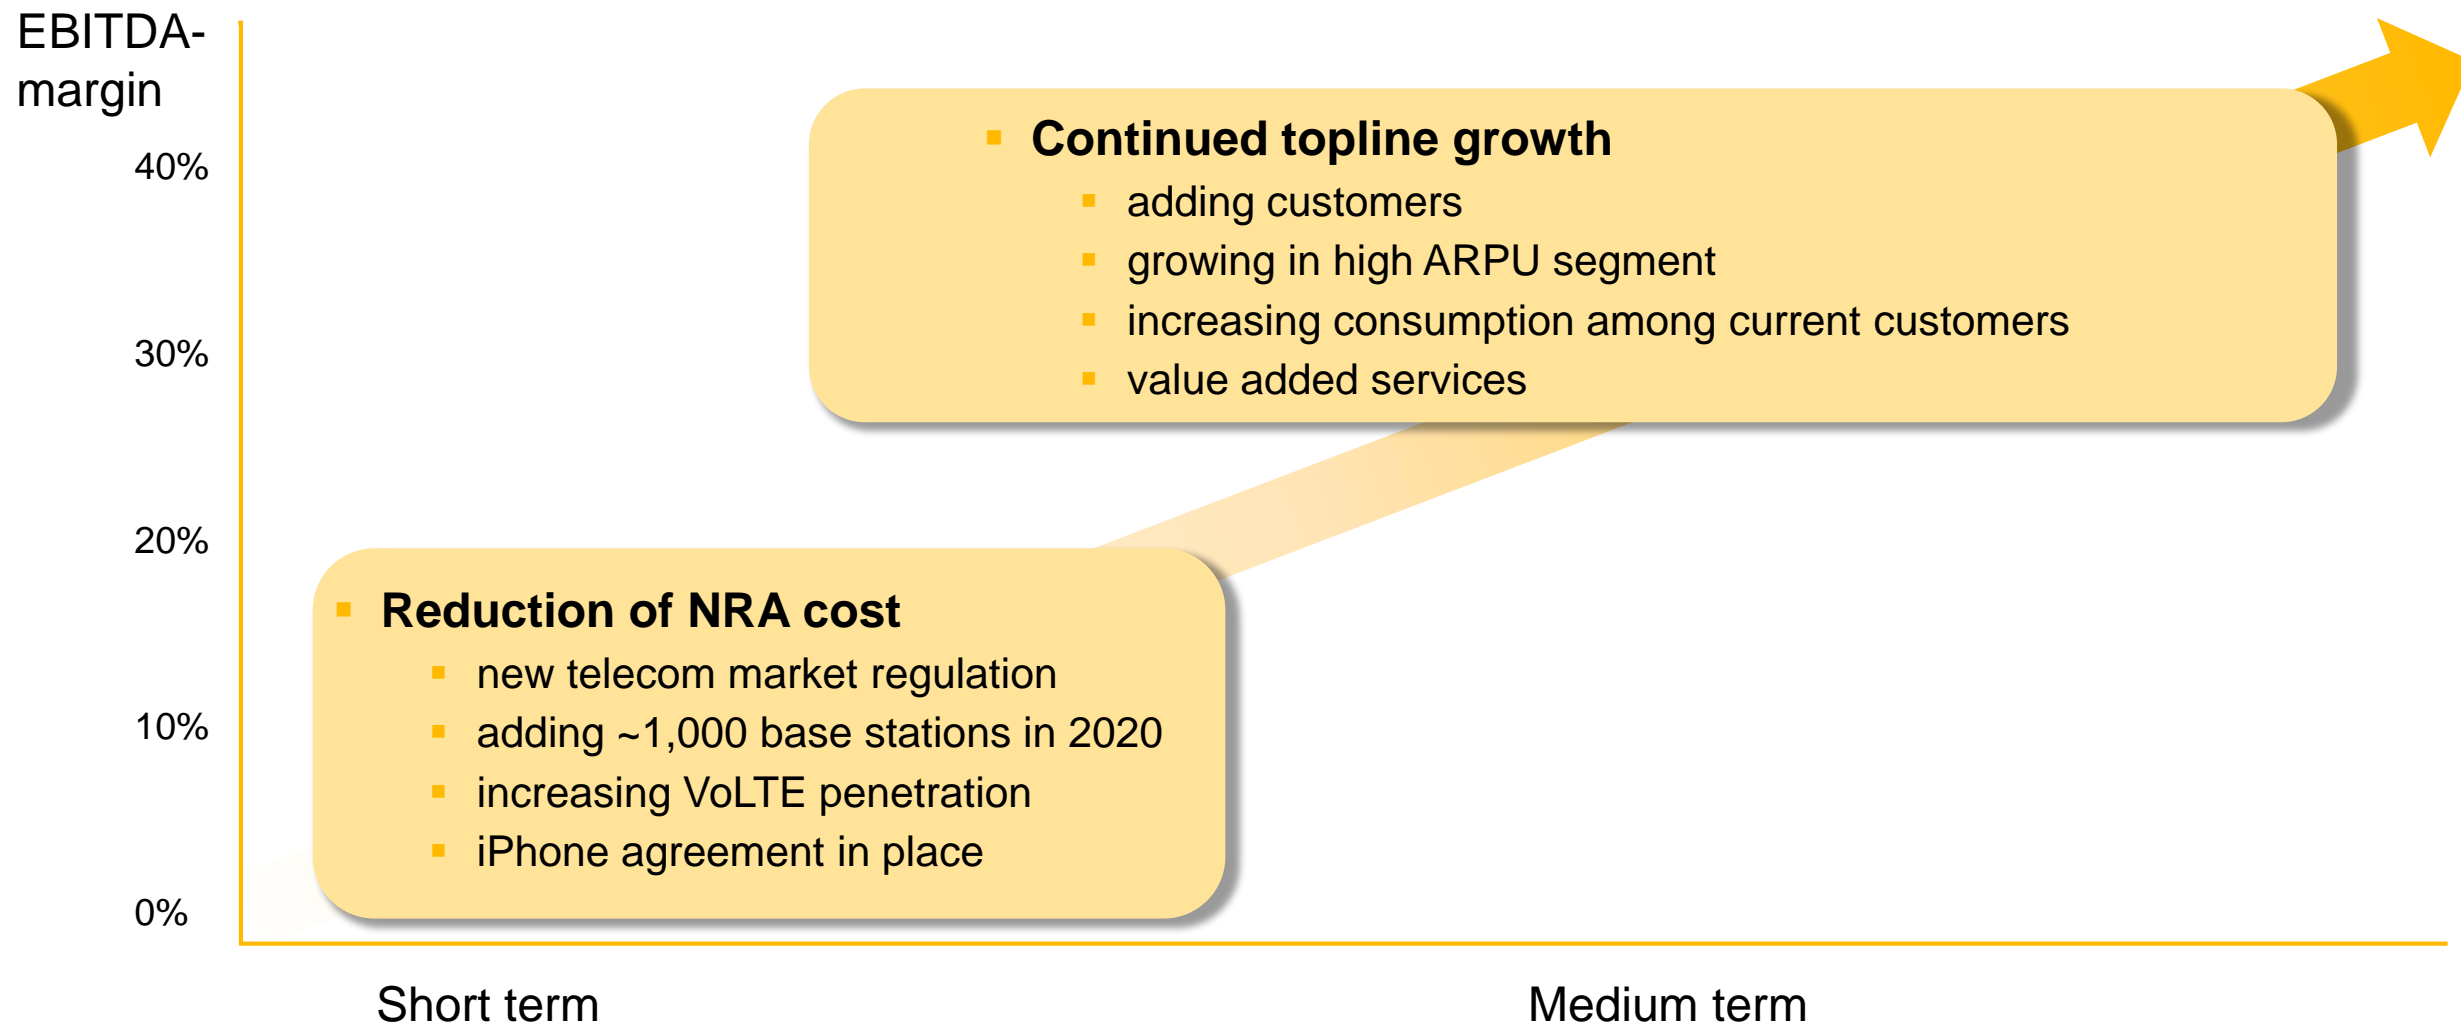 EBITDA-
margin
40%
30%
20%
10%
0%
▪ Continued topline growth
▪ adding customers
▪ growing in high ARPU segment
▪ increasing consumption among current customers
▪ value added services
▪ Reduction of NRA cost
▪ new telecom market regulation
▪ adding ~1,000 base stations in 2020
▪ increasing VoLTE penetration
▪ iPhone agreement in place
Short term
Medium term